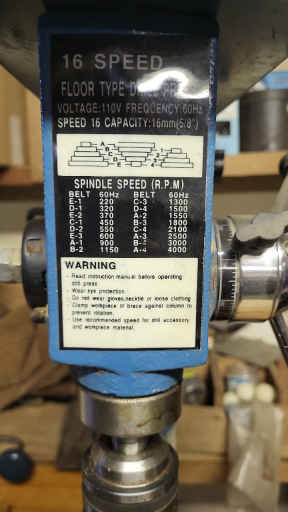 16 SPEED
FLOOR TYPE DRILL PRESS
VOLTAGE:110V FREQCENCY:60Hz
SPEED 16 CAPACITY:16mm(5/8")
SPINDLE SPEED (R.P.M)
BELT 60Hz BELT 60Hz
E-1 220 C-3 1300
D-1 320 D-4 1500
E-2 370 A-2 1550
C-1 450 B-3 1800
D-2 550 C-4 2100
E-3 600 A-3 2500
A-1 900 B-4 3000
B-2 1150 A-4 4000
WARNING
- Read instruction manual before operating
drill press
- Wear eye protection.
- Do not wear gloves, necktie or loose clothing
- Clamp workpiece or brace against column to
prevent rotation.
- Use recommended speed for drill accessory
and workpiece material.